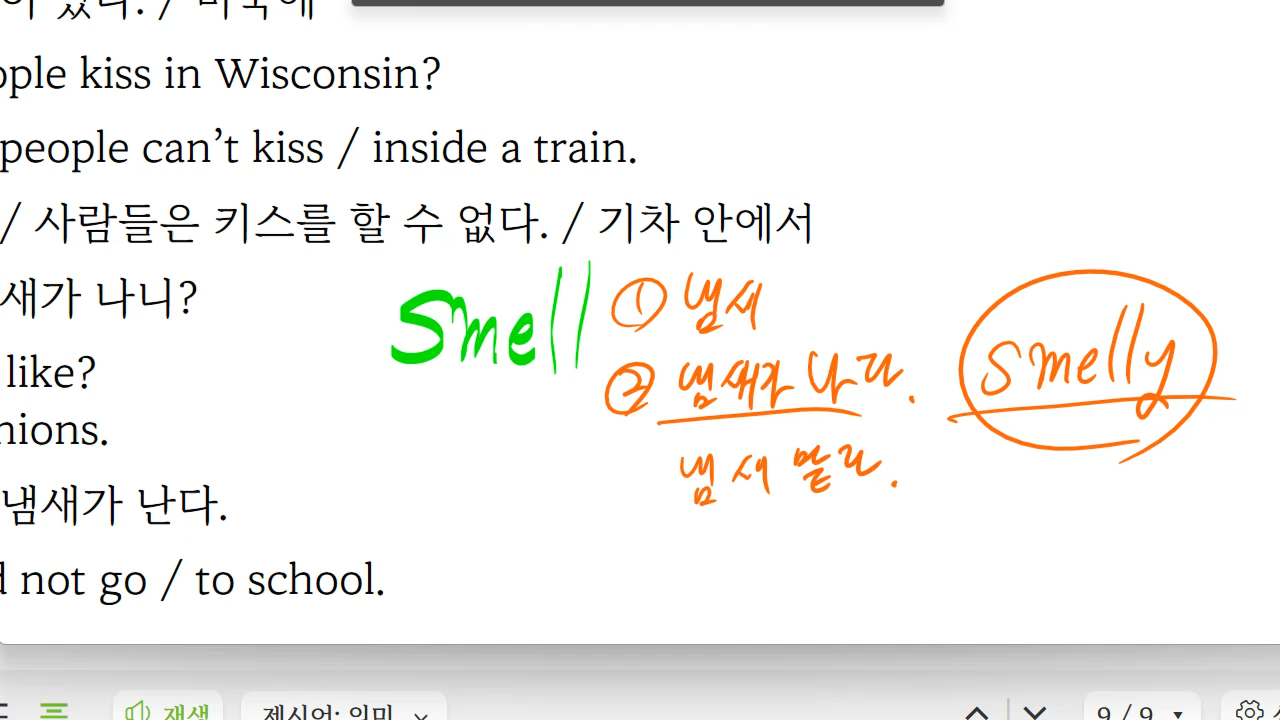 ople kiss in Wisconsin?
people can't kiss / inside a train.
/ 사람들은 키스를 할 수 없다. / 기차 안에서
새가 나니?
Smell ① 냄새
like?
② 냄새가 나다.
smelly
nions.
냄새 맡다.
냄새가 난다.
d not go / to school.
재생 제시어: 의미 9 / 9